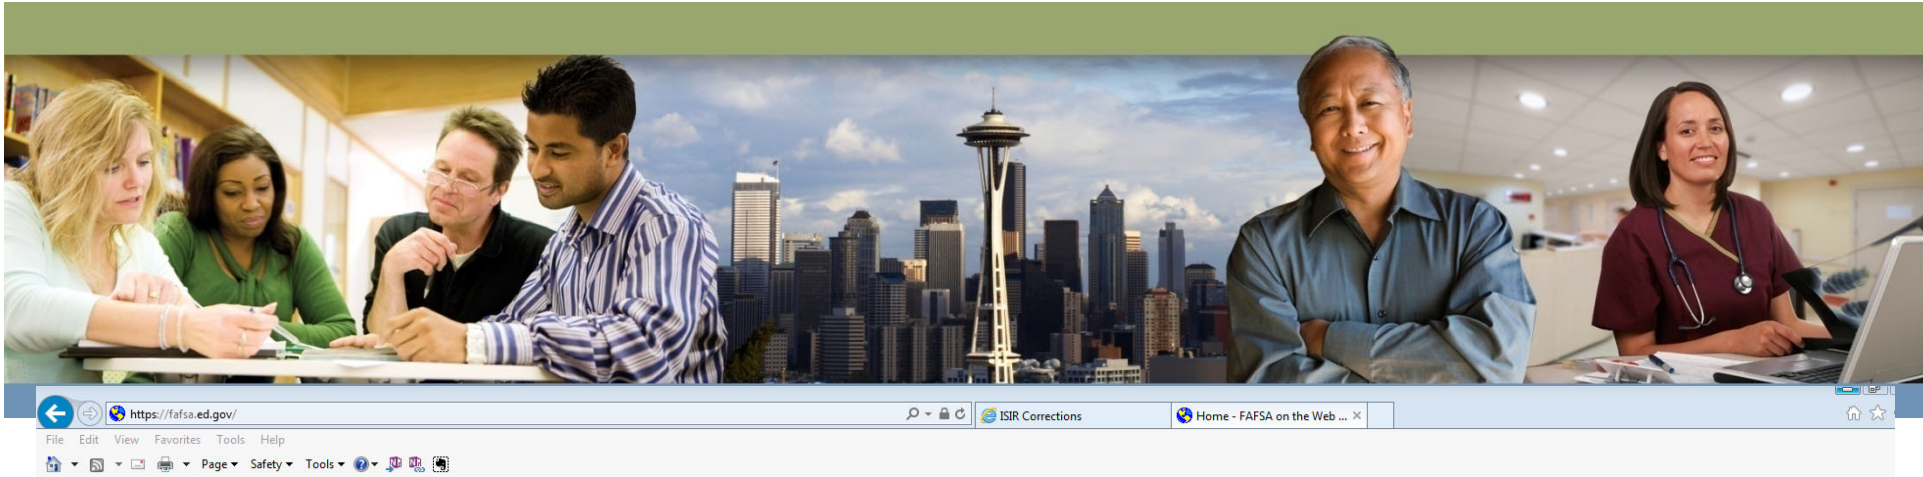 https://fafsa.ed.gov/
ISIR Corrections
Home - FAFSA on the Web ...
File Edit View Favorites Tools Help
Page Safety Tools